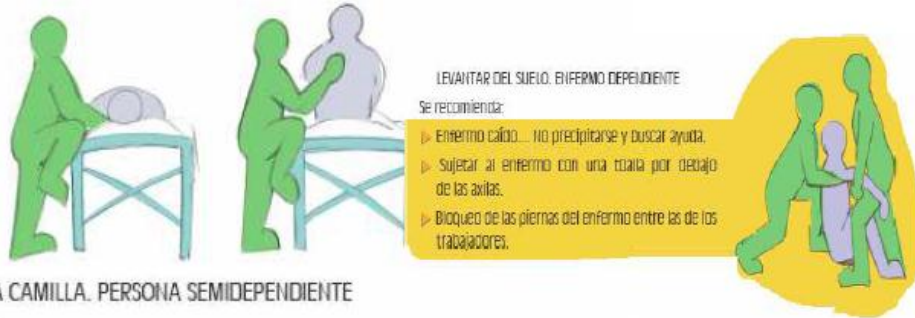 LEVANTAR DEL SUELO. ENFERMO DEPENDIENTE
Se recomienda:
▷ Enfermo caído... No precipitarse y buscar ayuda.
▷ Sujetar al enfermo con una toalla por debajo
de las axilas.
▷ Bloqueo de las piernas del enfermo entre las de los
trabajadores.
A CAMILLA. PERSONA SEMIDEPENDIENTE